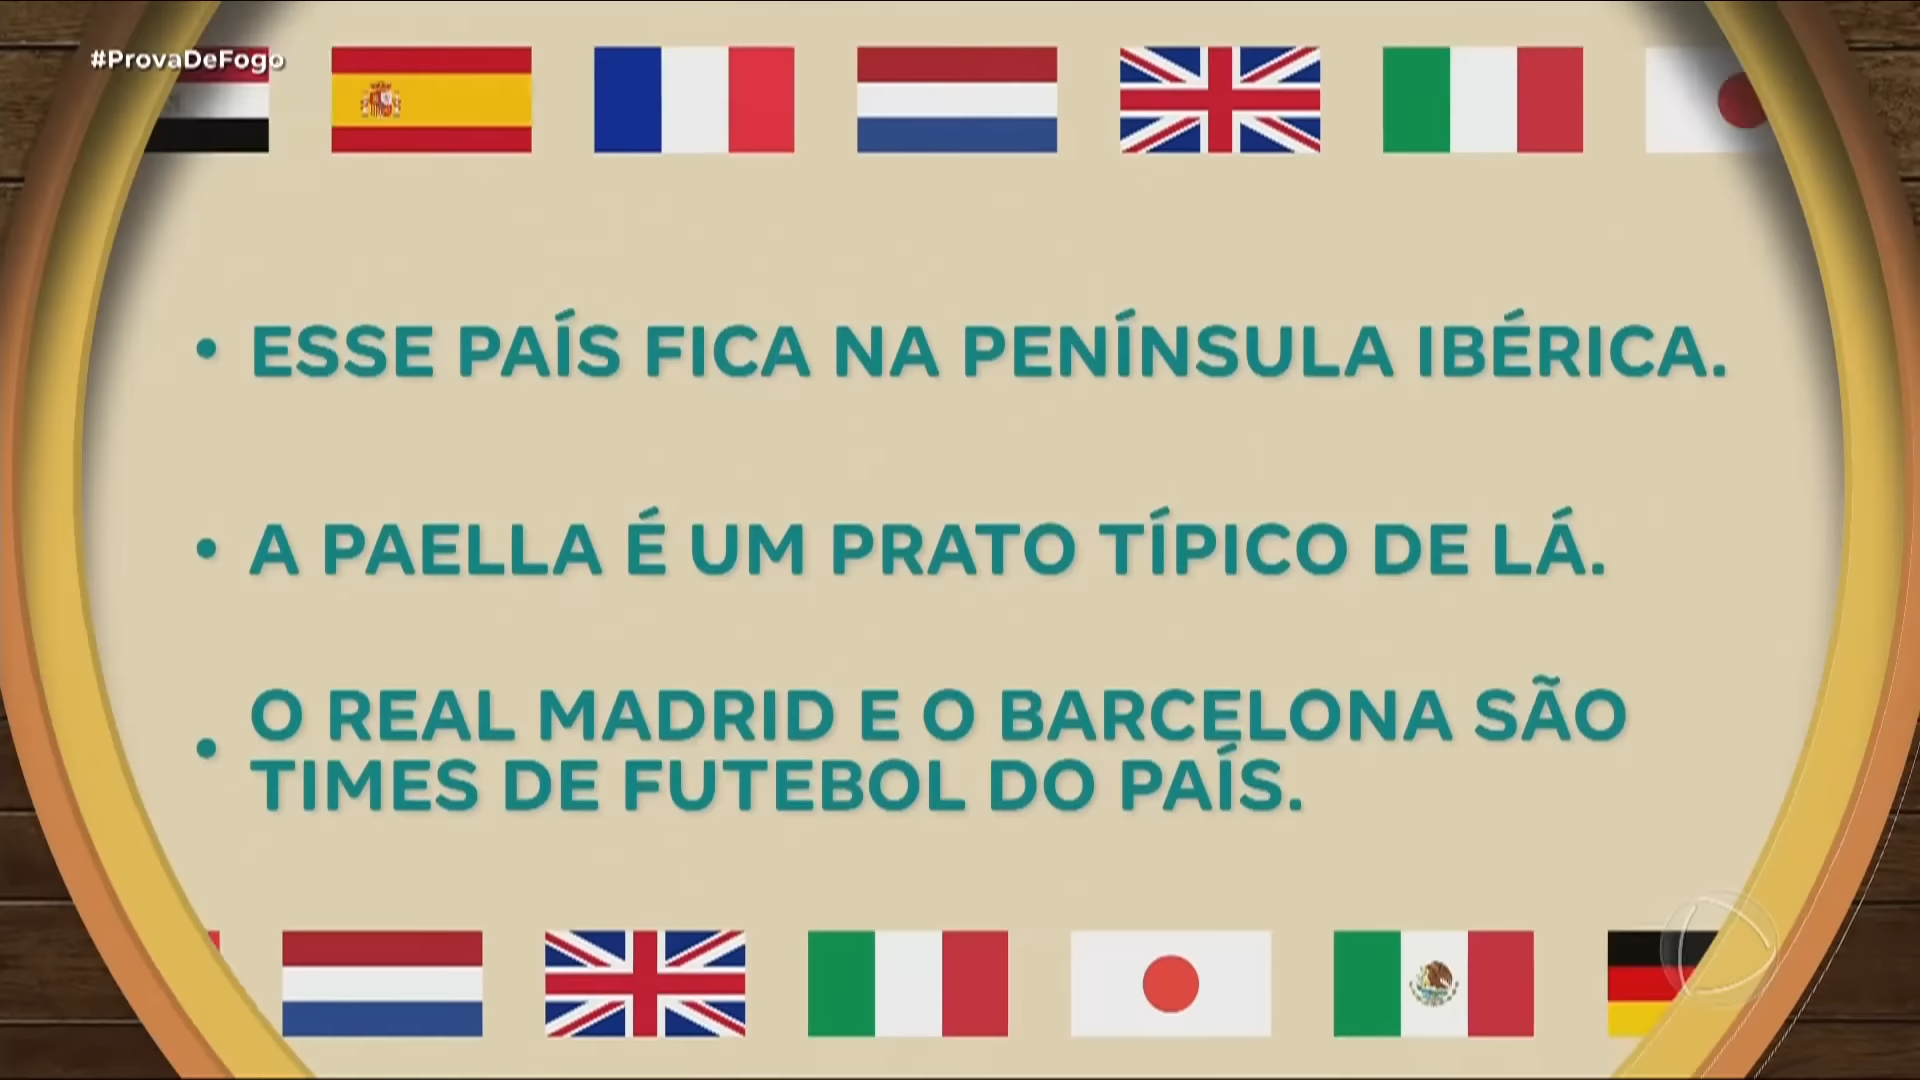 #ProvaDeFogo
• ESSE PAÍS FICA NA PENÍNSULA IBÉRICA.
• A PAELLA É UM PRATO TÍPICO DE LÁ.
• O REAL MADRID E O BARCELONA SÃO
TIMES DE FUTEBOL DO PAÍS.